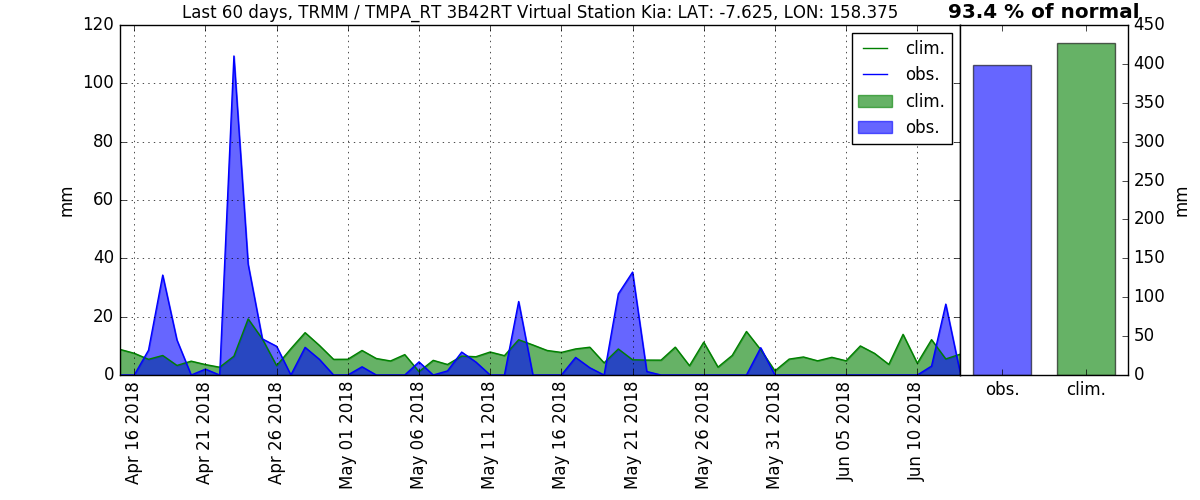 Last 60 days, TRMM / TMPA_RT 3B42RT Virtual Station Kia: LAT: -7.625, LON: 158.375
93.4 % of normal
120
100
80
60
40
20
0
mm
clim.
obs.
clim.
obs.
450
400
350
300
250
200
150
100
50
0
mm
Apr 16 2018
Apr 21 2018
Apr 26 2018
May 01 2018
May 06 2018
May 11 2018
May 16 2018
May 21 2018
May 26 2018
May 31 2018
Jun 05 2018
Jun 10 2018
obs.
clim.